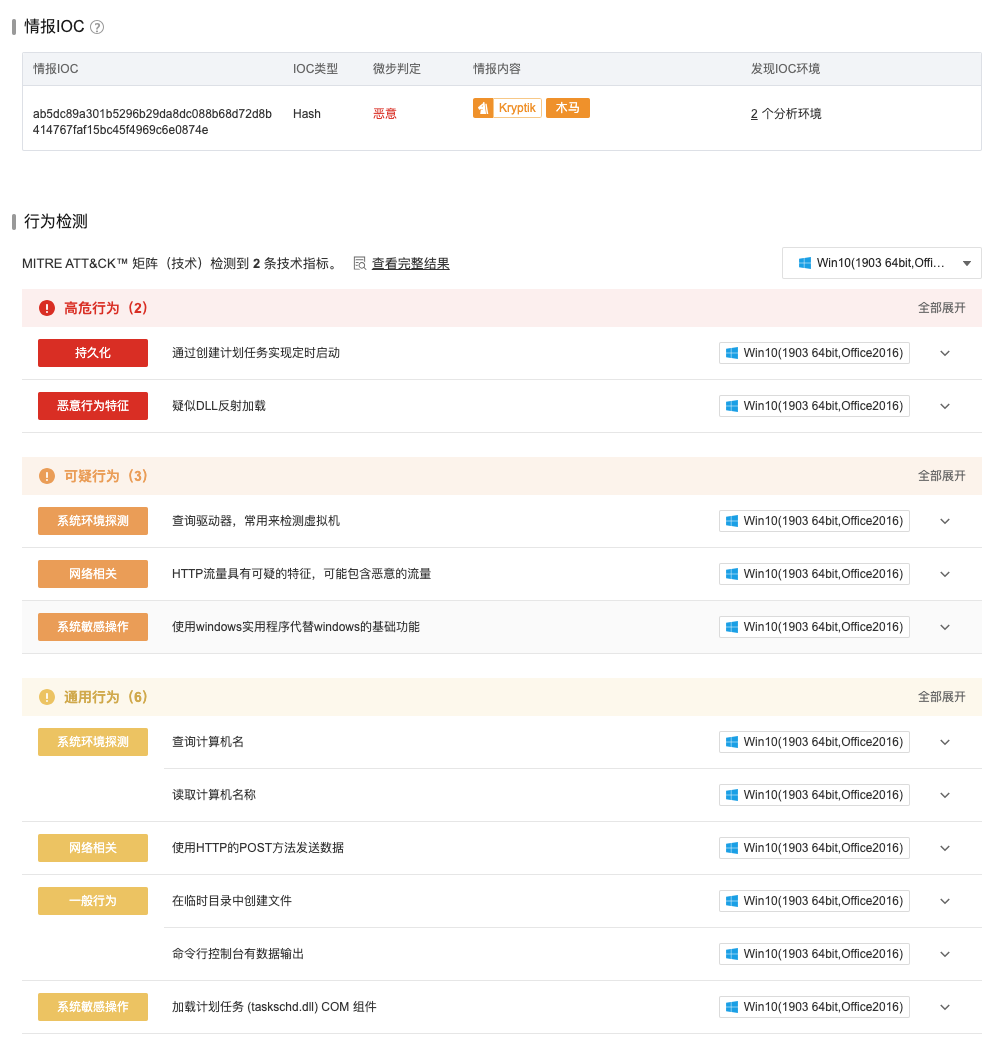 情报IOC ?
情报IOC IOC类型 微步判定 情报内容 发现IOC环境
ab5dc89a301b5296b29da8dc088b68d72d8b
414767faf15bc45f4969c6e0874e
Hash 恶意 Kryptik 木马 2 个分析环境
行为检测
MITRE ATT&CK™ 矩阵（技术）检测到 2 条技术指标。 查看完整结果 Win10(1903 64bit,Offi...
高危行为（2） 全部展开
持久化 通过创建计划任务实现定时启动 Win10(1903 64bit,Office2016)
恶意行为特征 疑似DLL反射加载 Win10(1903 64bit,Office2016)
可疑行为（3） 全部展开
系统环境探测 查询驱动器，常用来检测虚拟机 Win10(1903 64bit,Office2016)
网络相关 HTTP流量具有可疑的特征，可能包含恶意的流量 Win10(1903 64bit,Office2016)
系统敏感操作 使用windows实用程序代替windows的基础功能 Win10(1903 64bit,Office2016)
通用行为（6） 全部展开
系统环境探测 查询计算机名 Win10(1903 64bit,Office2016)
读取计算机名称 Win10(1903 64bit,Office2016)
网络相关 使用HTTP的POST方法发送数据 Win10(1903 64bit,Office2016)
一般行为 在临时目录中创建文件 Win10(1903 64bit,Office2016)
命令行控制台有数据输出 Win10(1903 64bit,Office2016)
系统敏感操作 加载计划任务 (taskschd.dll) COM 组件 Win10(1903 64bit,Office2016)